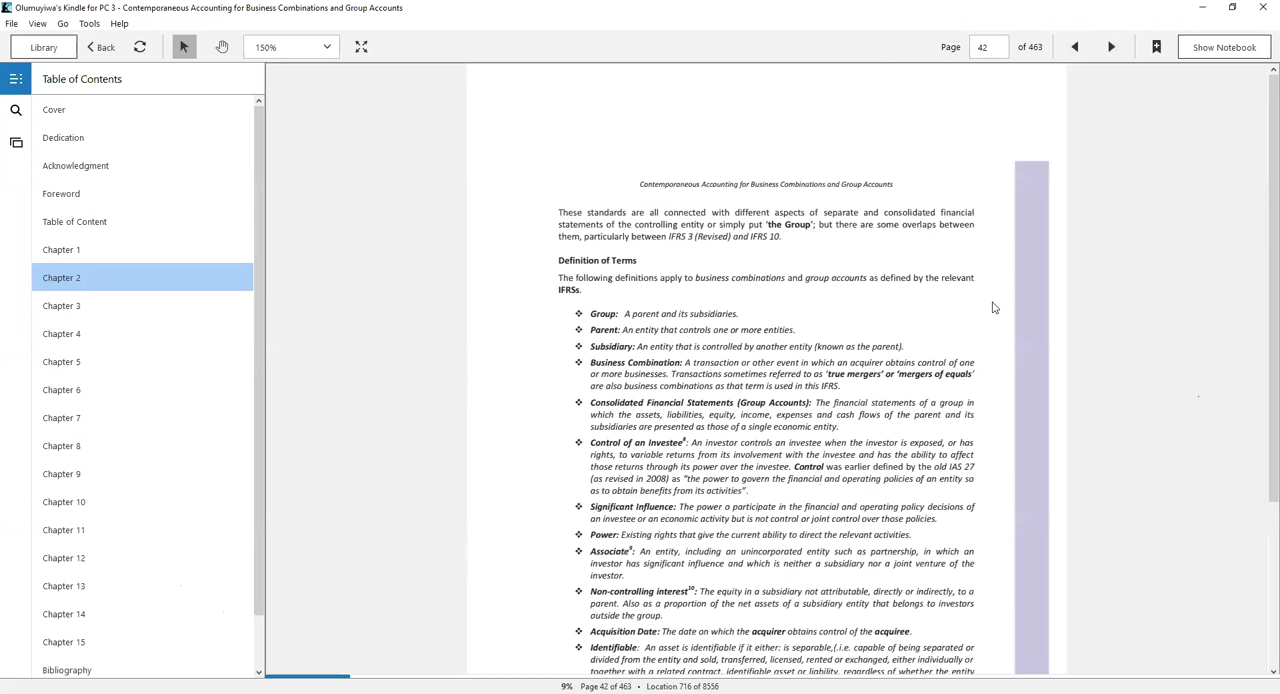 Olumuyiwa's Kindle for PC 3 - Contemporaneous Accounting for Business Combinations and Group Accounts
File View Go Tools Help
Library Back 150% Page 42 of 463 Show Notebook
Table of Contents
Cover
Dedication
Acknowledgment
Foreword
Table of Content
Chapter 1
Chapter 2
Chapter 3
Chapter 4
Chapter 5
Chapter 6
Chapter 7
Chapter 8
Chapter 9
Chapter 10
Chapter 11
Chapter 12
Chapter 13
Chapter 14
Chapter 15
Bibliography
Contemporaneous Accounting for Business Combinations and Group Accounts
These standards are all connected with different aspects of separate and consolidated financial
statements of the controlling entity or simply put 'the Group'; but there are some overlaps between
them, particularly between IFRS 3 (Revised) and IFRS 10.
Definition of Terms
The following definitions apply to business combinations and group accounts as defined by the relevant
IFRSs.
❖ Group: A parent and its subsidiaries.
❖ Parent: An entity that controls one or more entities.
❖ Subsidiary: An entity that is controlled by another entity (known as the parent).
❖ Business Combination: A transaction or other event in which an acquirer obtains control of one
or more businesses. Transactions sometimes referred to as 'true mergers' or 'mergers of equals'
are also business combinations as that term is used in this IFRS.
❖ Consolidated Financial Statements (Group Accounts): The financial statements of a group in
which the assets, liabilities, equity, income, expenses and cash flows of the parent and its
subsidiaries are presented as those of a single economic entity.
❖ Control of an Investee8: An investor controls an investee when the investor is exposed, or has
rights, to variable returns from its involvement with the investee and has the ability to affect
those returns through its power over the investee. Control was earlier defined by the old IAS 27
(as revised in 2008) as "the power to govern the financial and operating policies of an entity so
as to obtain benefits from its activities".
❖ Significant Influence: The power a participate in the financial and operating policy decisions of
an investee or an economic activity but is not control or joint control over those policies.
❖ Power: Existing rights that give the current ability to direct the relevant activities.
❖ Associate9: An entity, including an unincorporated entity such as partnership, in which an
investor has significant influence and which is neither a subsidiary nor a joint venture of the
investor.
❖ Non-controlling interest10: The equity in a subsidiary not attributable, directly or indirectly, to a
parent. Also as a proportion of the net assets of a subsidiary entity that belongs to investors
outside the group.
❖ Acquisition Date: The date on which the acquirer obtains control of the acquiree.
❖ Identifiable: An asset is identifiable if it either: is separable,(.i.e. capable of being separated or
divided from the entity and sold, transferred, licensed, rented or exchanged, either individually or
together with a related contract, identifiable asset or liability, regardless of whether the entity
9% Page 42 of 463 • Location 716 of 8556